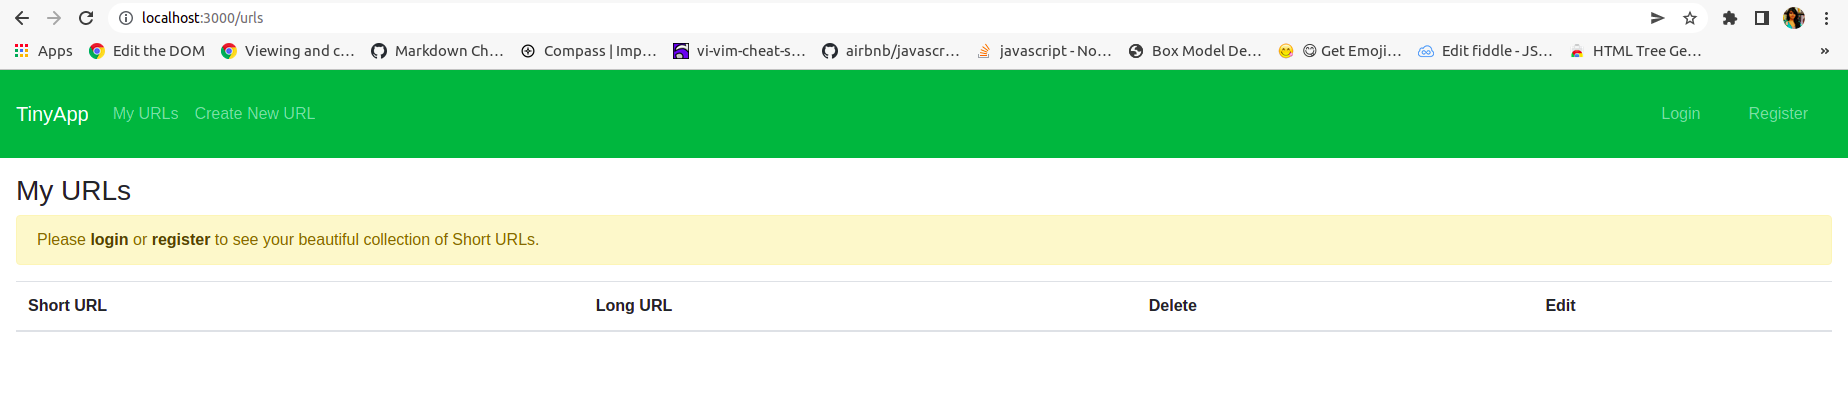 localhost:3000/urls
Apps Edit the DOM Viewing and c… Markdown Ch… Compass | Imp… vi-vim-cheat-s… airbnb/javascr… javascript - No… Box Model De… 😋 Get Emoji… Edit fiddle - JS… HTML Tree Ge… »
TinyApp My URLs Create New URL Login Register
My URLs
Please login or register to see your beautiful collection of Short URLs.
Short URL Long URL Delete Edit